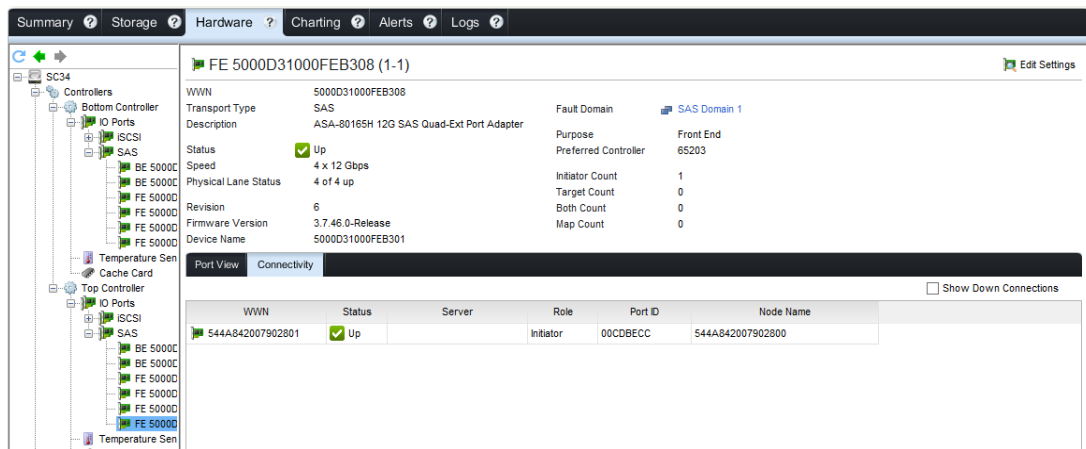 Summary ? Storage ? Hardware ? Charting ? Alerts ? Logs ?
SC34
Controllers
Bottom Controller
IO Ports
iSCSI
SAS
BE 5000D
BE 5000D
FE 5000D
FE 5000D
FE 5000D
FE 5000D
Temperature Sen
Cache Card
Top Controller
IO Ports
iSCSI
SAS
BE 5000D
BE 5000D
FE 5000D
FE 5000D
FE 5000D
FE 5000D
Temperature Sen
FE 5000D31000FEB308 (1-1)
Edit Settings
WWN 5000D31000FEB308
Transport Type SAS
Description ASA-80165H 12G SAS Quad-Ext Port Adapter
Status Up
Speed 4 x 12 Gbps
Physical Lane Status 4 of 4 up
Revision 6
Firmware Version 3.7.46.0-Release
Device Name 5000D31000FEB301
Fault Domain SAS Domain 1
Purpose Front End
Preferred Controller 65203
Initiator Count 1
Target Count 0
Both Count 0
Map Count 0
Port View Connectivity
Show Down Connections
WWN Status Server Role Port ID Node Name
544A842007902801 Up Initiator 00CDBECC 544A842007902800